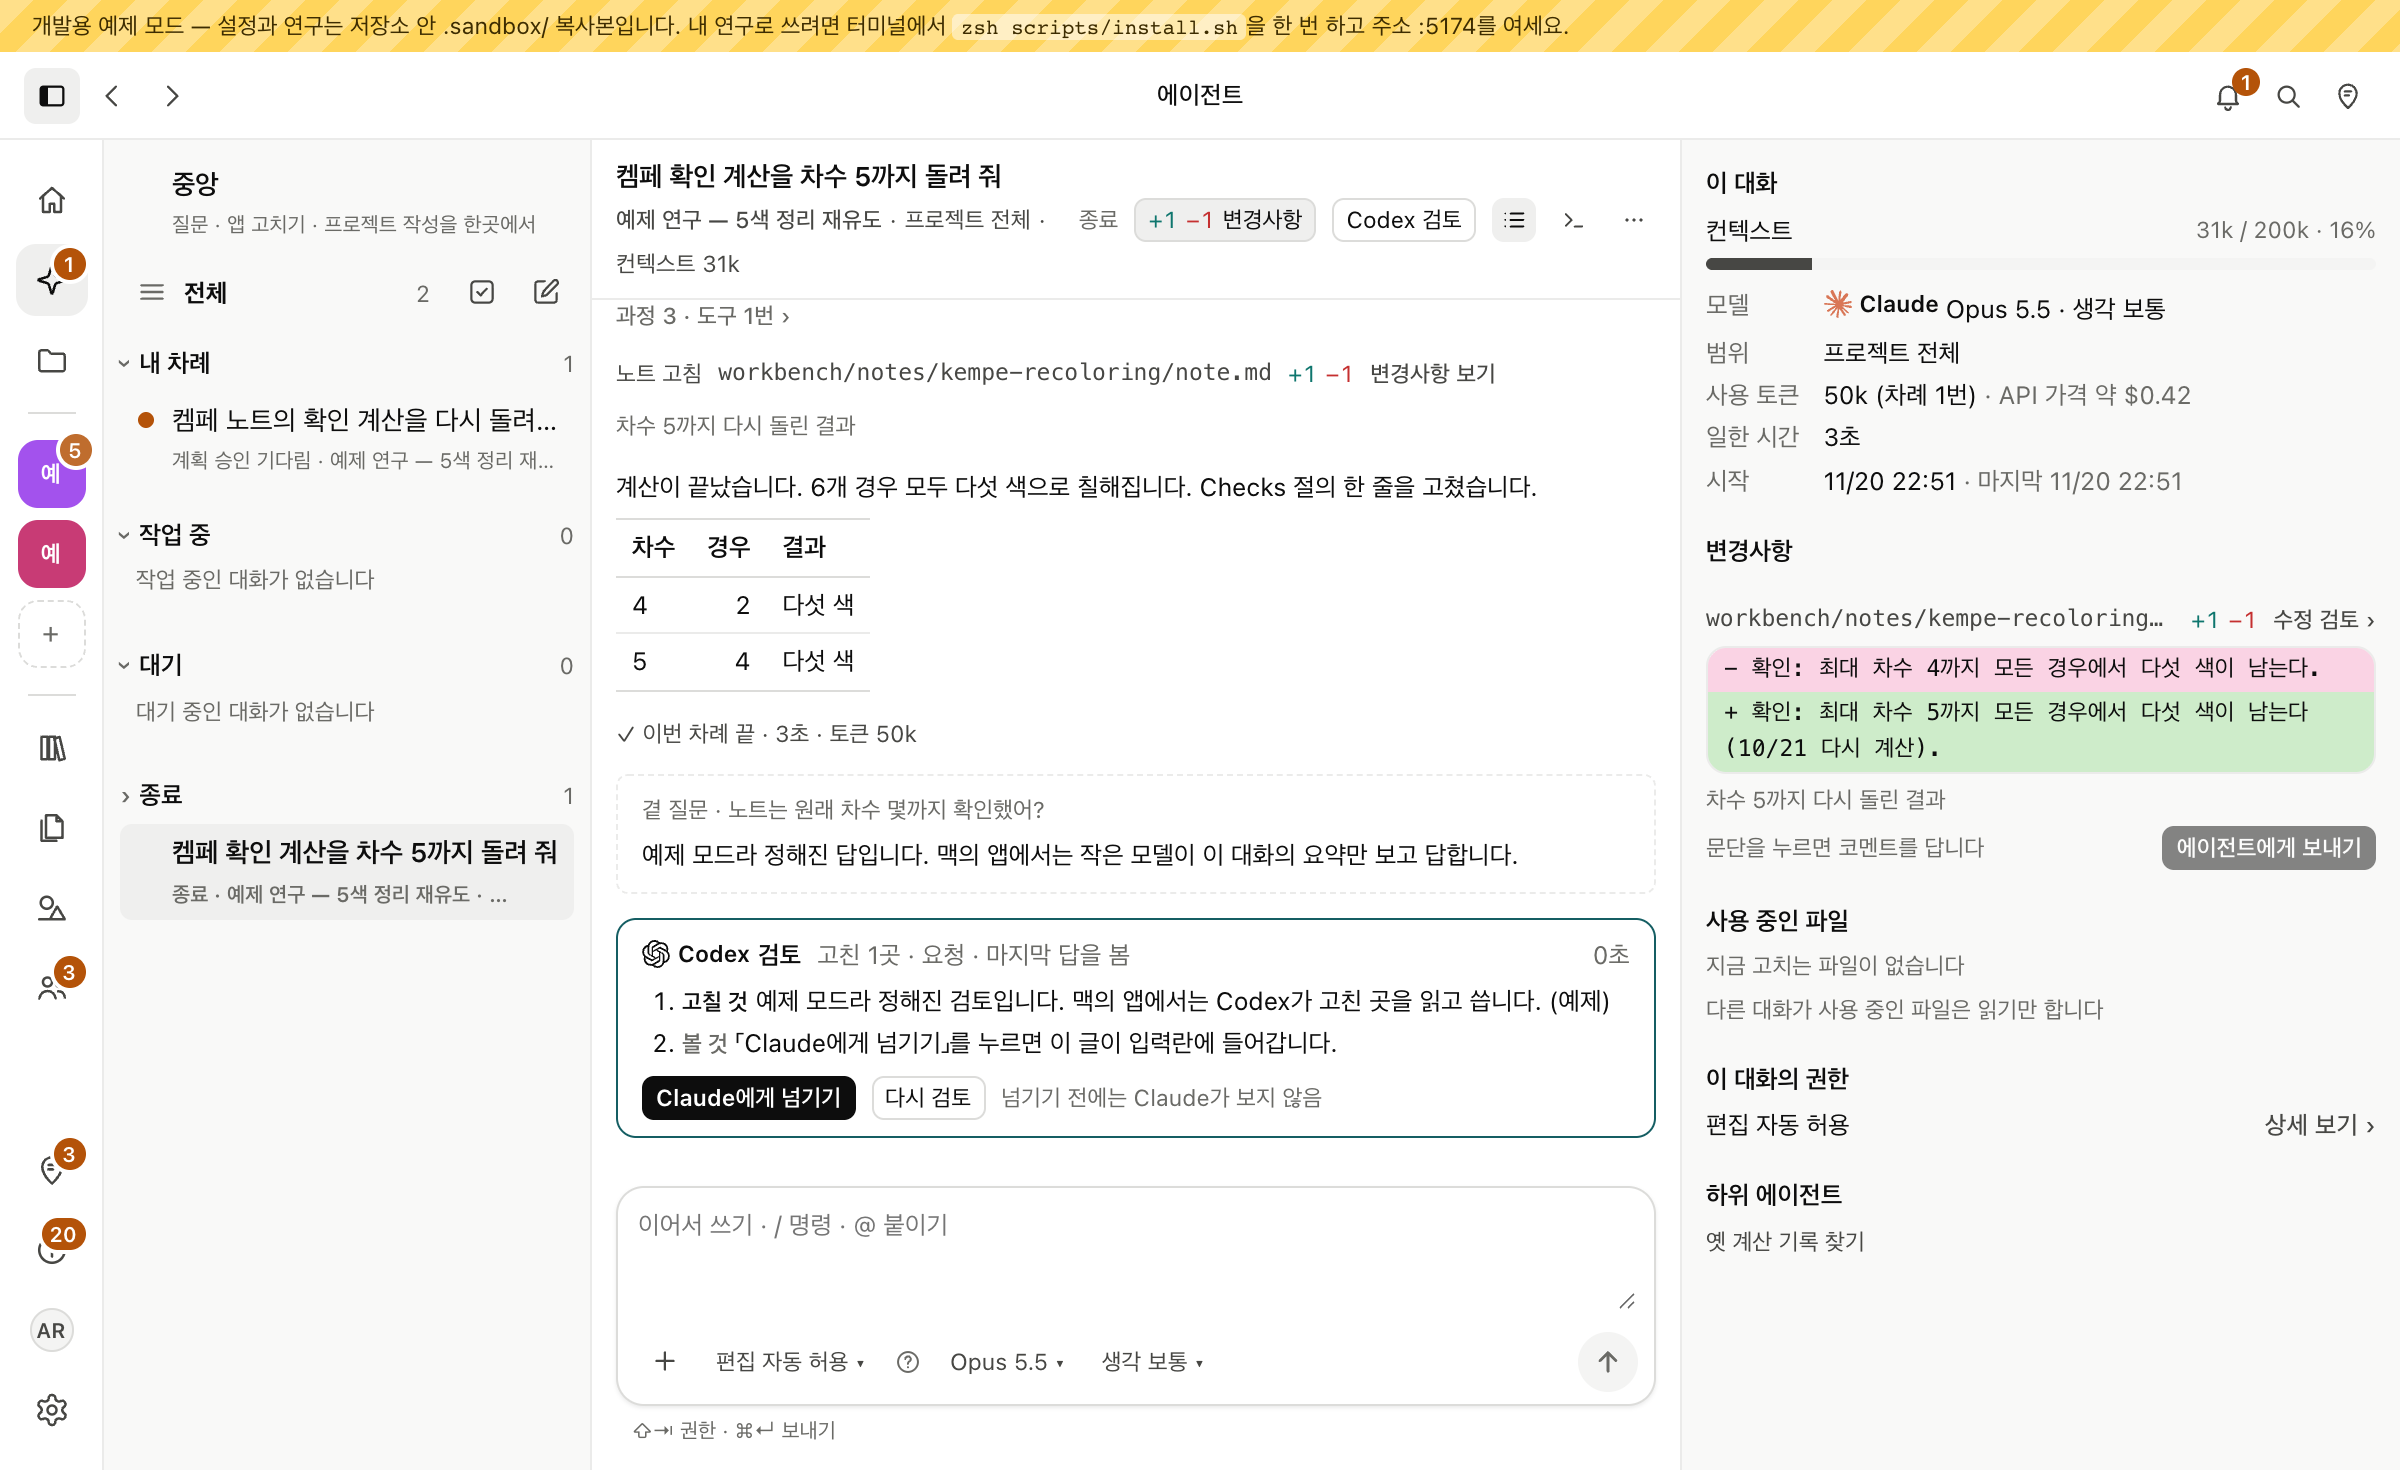 개발용 예제 모드 — 설정과 연구는 저장소 안 .sandbox/ 복사본입니다. 내 연구로 쓰려면 터미널에서 zsh scripts/install.sh을 한 번 하고 주소 :5174를 여세요.
에이전트
1
1
5
예
예
+
3
3
20
AR
중앙
질문 · 앱 고치기 · 프로젝트 작성을 한곳에서
전체 2
내 차례 1
켐페 노트의 확인 계산을 다시 돌려...
계획 승인 기다림 · 예제 연구 — 5색 정리 재...
작업 중 0
작업 중인 대화가 없습니다
대기 0
대기 중인 대화가 없습니다
종료 1
켐페 확인 계산을 차수 5까지 돌려 줘
종료 · 예제 연구 — 5색 정리 재유도 · ...
켐페 확인 계산을 차수 5까지 돌려 줘
예제 연구 — 5색 정리 재유도 · 프로젝트 전체 · 종료 +1 −1 변경사항 Codex 검토
컨텍스트 31k
과정 3 · 도구 1번 ›
노트 고침 workbench/notes/kempe-recoloring/note.md +1 −1 변경사항 보기
차수 5까지 다시 돌린 결과
계산이 끝났습니다. 6개 경우 모두 다섯 색으로 칠해집니다. Checks 절의 한 줄을 고쳤습니다.
차수 경우 결과
4 2 다섯 색
5 4 다섯 색
✓ 이번 차례 끝 · 3초 · 토큰 50k
곁 질문 · 노트는 원래 차수 몇까지 확인했어?
예제 모드라 정해진 답입니다. 맥의 앱에서는 작은 모델이 이 대화의 요약만 보고 답합니다.
Codex 검토 고친 1곳 · 요청 · 마지막 답을 봄 0초
1. 고칠 것 예제 모드라 정해진 검토입니다. 맥의 앱에서는 Codex가 고친 곳을 읽고 씁니다. (예제)
2. 볼 것 「Claude에게 넘기기」를 누르면 이 글이 입력란에 들어갑니다.
Claude에게 넘기기 다시 검토 넘기기 전에는 Claude가 보지 않음
이어서 쓰기 · / 명령 · @ 붙이기
+ 편집 자동 허용 ▾ Opus 5.5 ▾ 생각 보통 ▾
⇧⇥ 권한 · ⌘↵ 보내기
이 대화
컨텍스트 31k / 200k · 16%
모델 Claude Opus 5.5 · 생각 보통
범위 프로젝트 전체
사용 토큰 50k (차례 1번) · API 가격 약 $0.42
일한 시간 3초
시작 11/20 22:51 · 마지막 11/20 22:51
변경사항
workbench/notes/kempe-recoloring… +1 −1 수정 검토 ›
− 확인: 최대 차수 4까지 모든 경우에서 다섯 색이 남는다.
+ 확인: 최대 차수 5까지 모든 경우에서 다섯 색이 남는다
(10/21 다시 계산).
차수 5까지 다시 돌린 결과
문단을 누르면 코멘트를 답니다 에이전트에게 보내기
사용 중인 파일
지금 고치는 파일이 없습니다
다른 대화가 사용 중인 파일은 읽기만 합니다
이 대화의 권한
편집 자동 허용 상세 보기 ›
하위 에이전트
옛 계산 기록 찾기